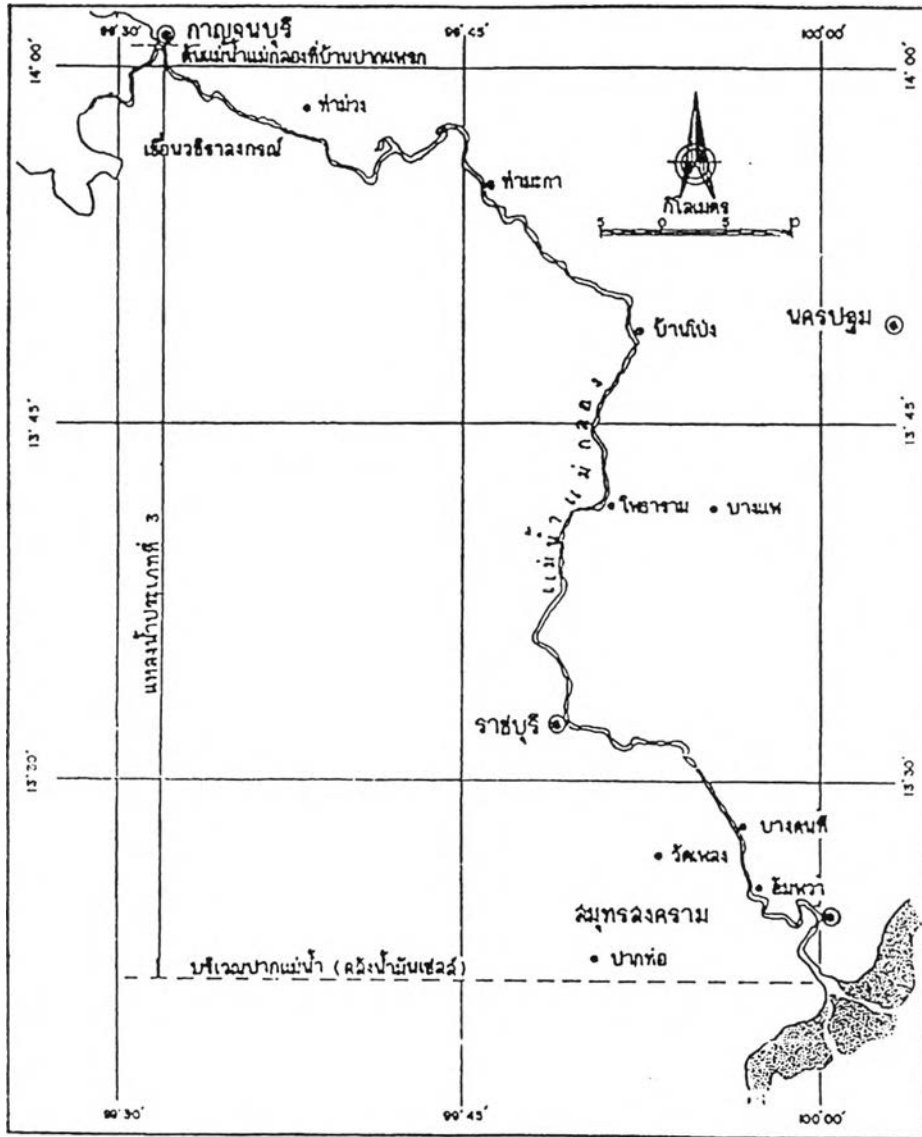 99°30′
99°45′
100°00′
กาญจนบุรี
ต้นแม่น้ำแม่กลองที่บ้านปากแพรก
14°00′
14°00′
ท่าม่วง
เขื่อนวชิราลงกรณ์
ท่ามะกา
กิโลเมตร
5 0 5 10
นครปฐม
บ้านโป่ง
13°45′
13°45′
แม่น้ำแม่กลอง
โพธาราม
บางแพ
แหล่งน้ำประเภทที่ 3
ราชบุรี
13°30′
13°30′
บางคนที
วัดเพลง
อัมพวา
สมุทรสงคราม
ปากท่อ
บริเวณปากแม่น้ำ (คลังน้ำมันเชลล์)
99°30′
99°45′
100°00′